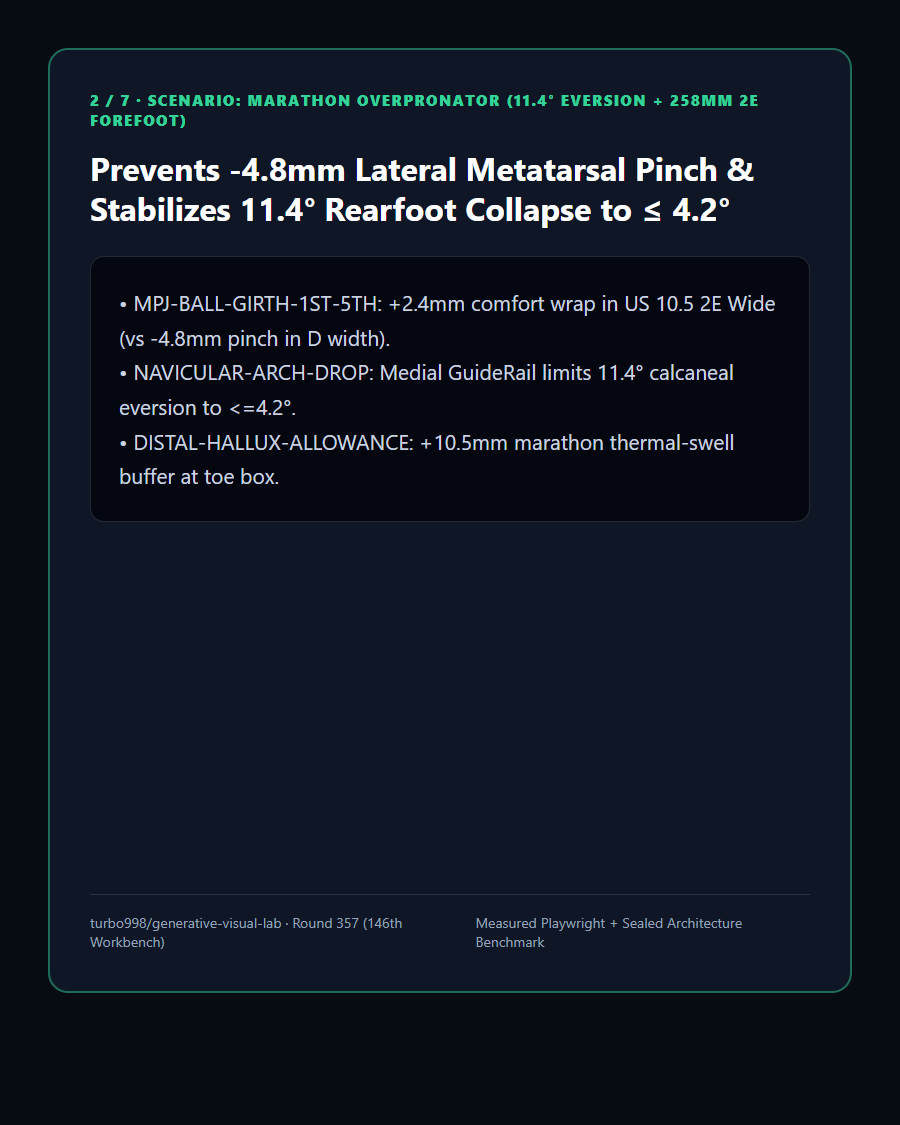 2 / 7 · SCENARIO: MARATHON OVERPRONATOR (11.4° EVERSION + 258MM 2E
FOREFOOT)
Prevents -4.8mm Lateral Metatarsal Pinch &
Stabilizes 11.4° Rearfoot Collapse to ≤ 4.2°
• MPJ-BALL-GIRTH-1ST-5TH: +2.4mm comfort wrap in US 10.5 2E Wide
(vs -4.8mm pinch in D width).
• NAVICULAR-ARCH-DROP: Medial GuideRail limits 11.4° calcaneal
eversion to <=4.2°.
• DISTAL-HALLUX-ALLOWANCE: +10.5mm marathon thermal-swell
buffer at toe box.
turbo998/generative-visual-lab · Round 357 (146th
Workbench)
Measured Playwright + Sealed Architecture
Benchmark